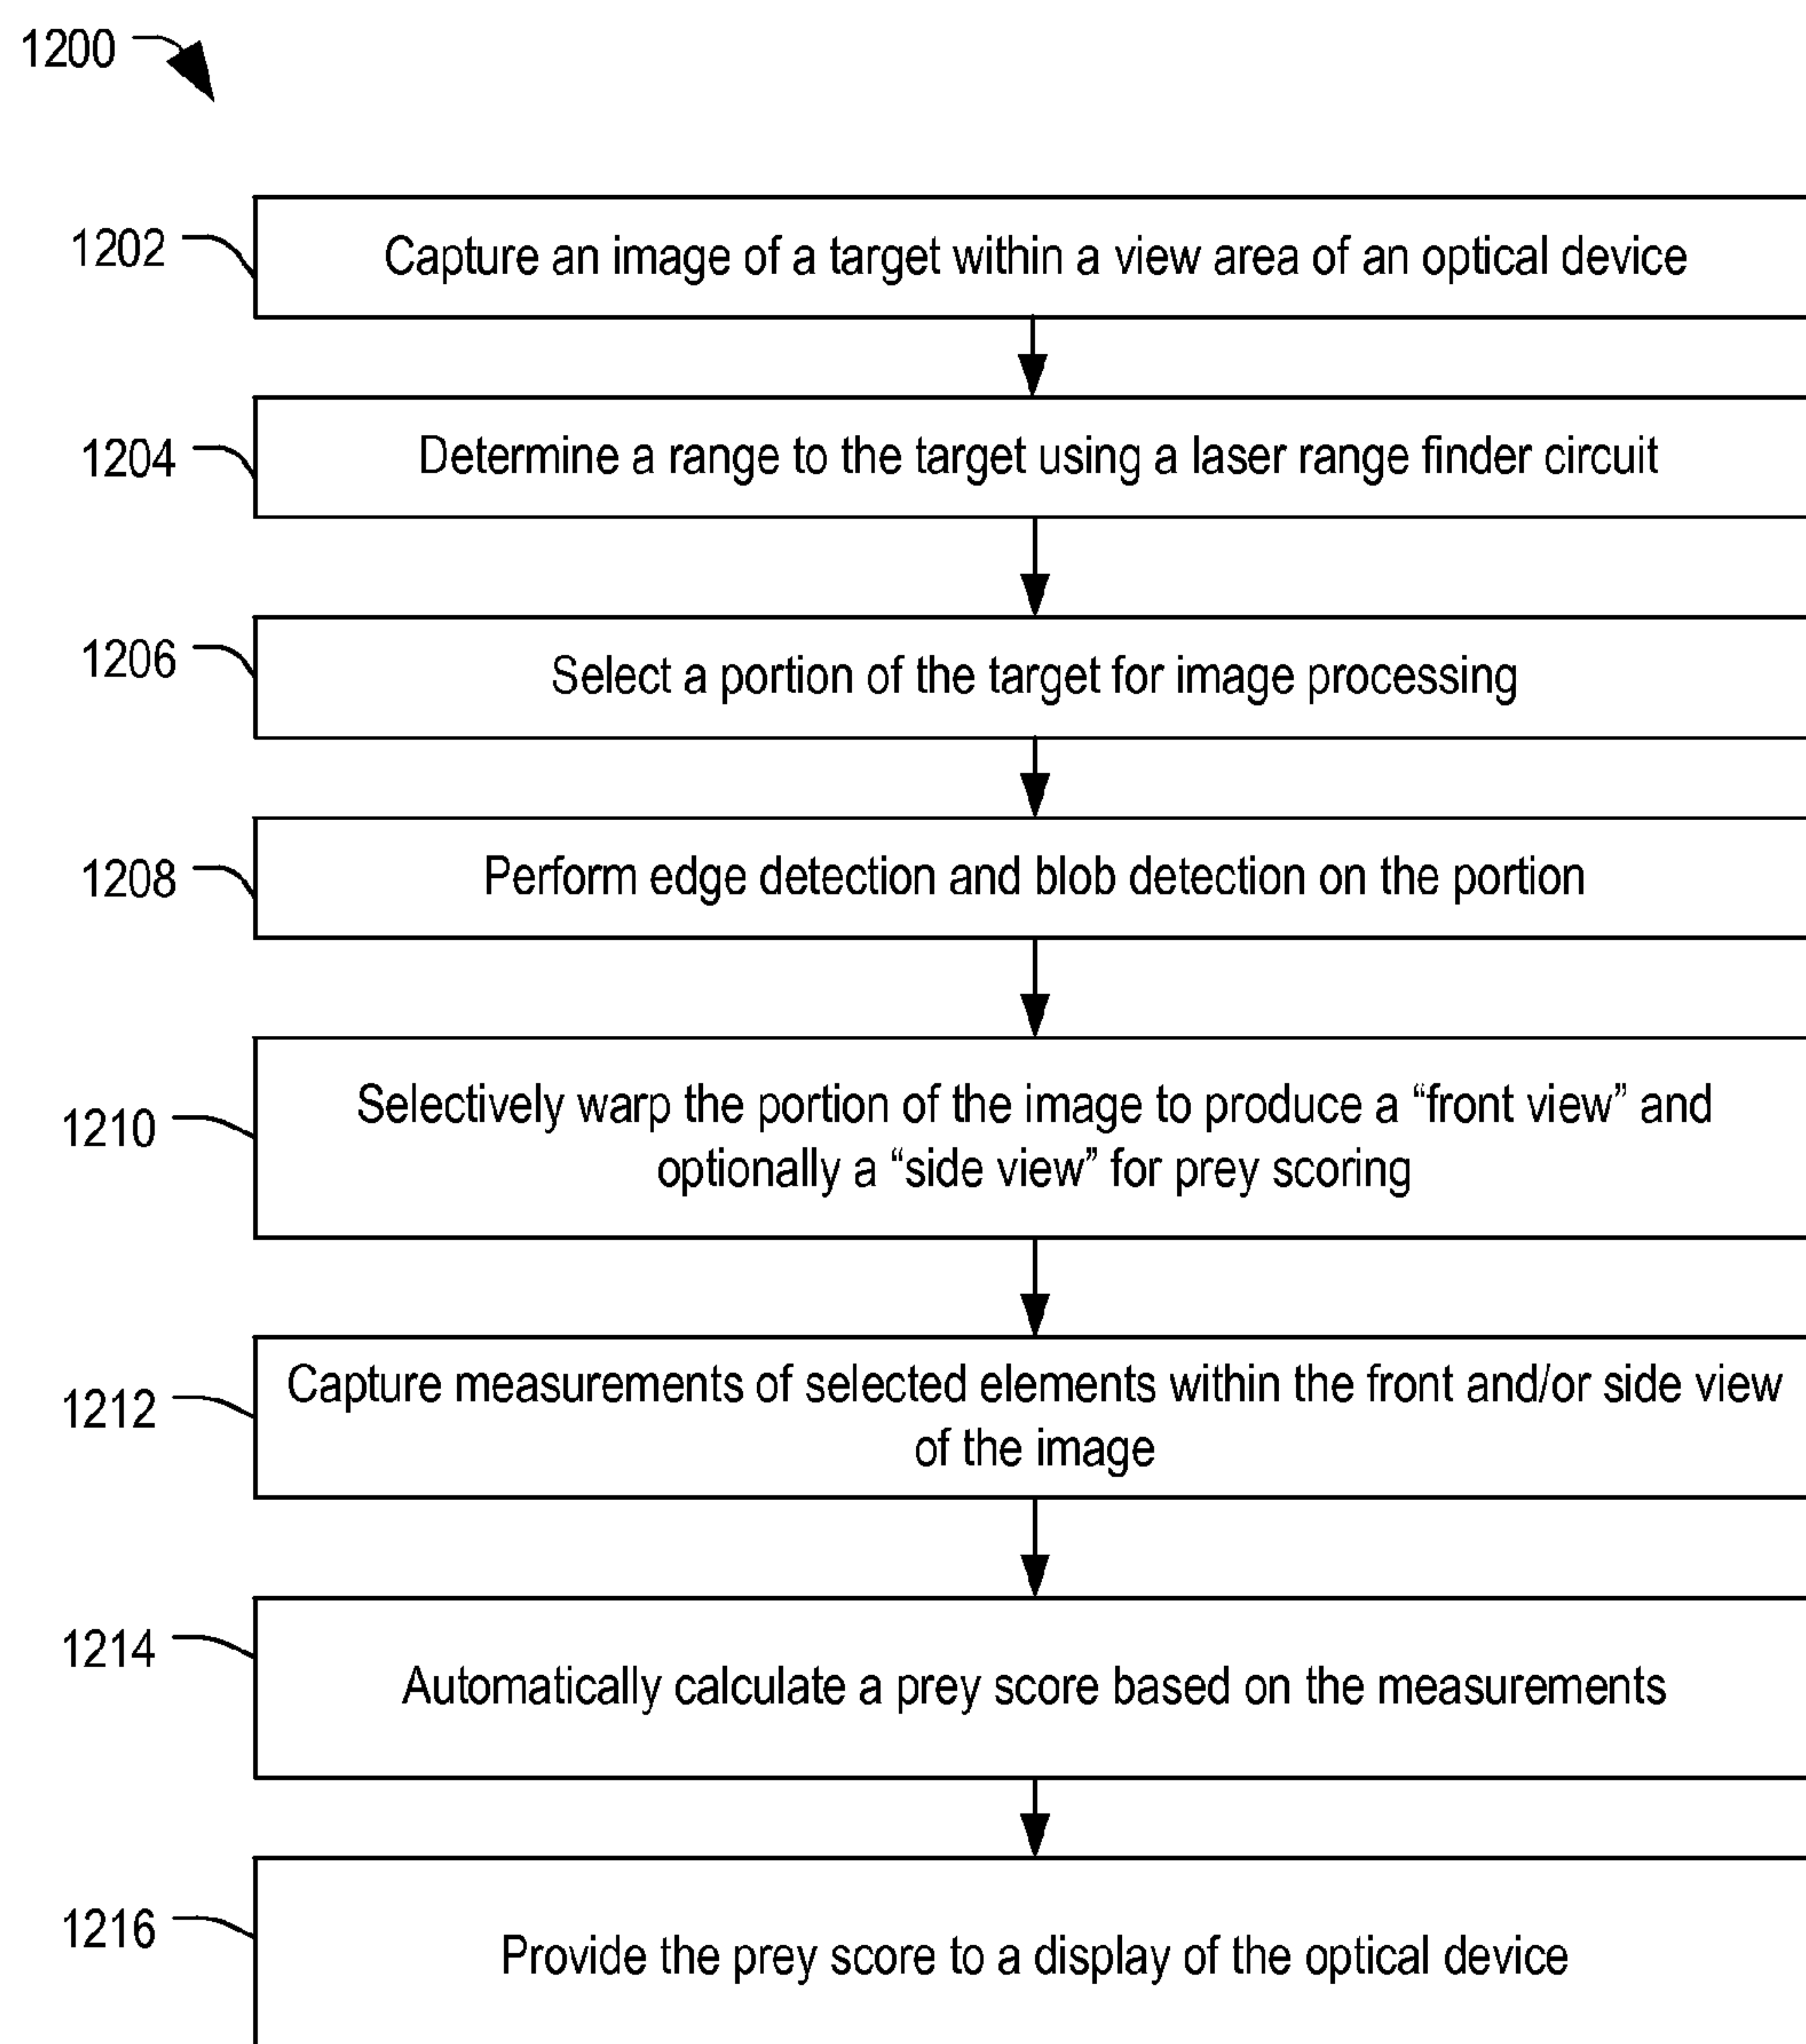 1200
1202
Capture an image of a target within a view area of an optical device
1204
Determine a range to the target using a laser range finder circuit
1206
Select a portion of the target for image processing
1208
Perform edge detection and blob detection on the portion
1210
Selectively warp the portion of the image to produce a “front view” and
optionally a “side view” for prey scoring
1212
Capture measurements of selected elements within the front and/or side view
of the image
1214
Automatically calculate a prey score based on the measurements
1216
Provide the prey score to a display of the optical device